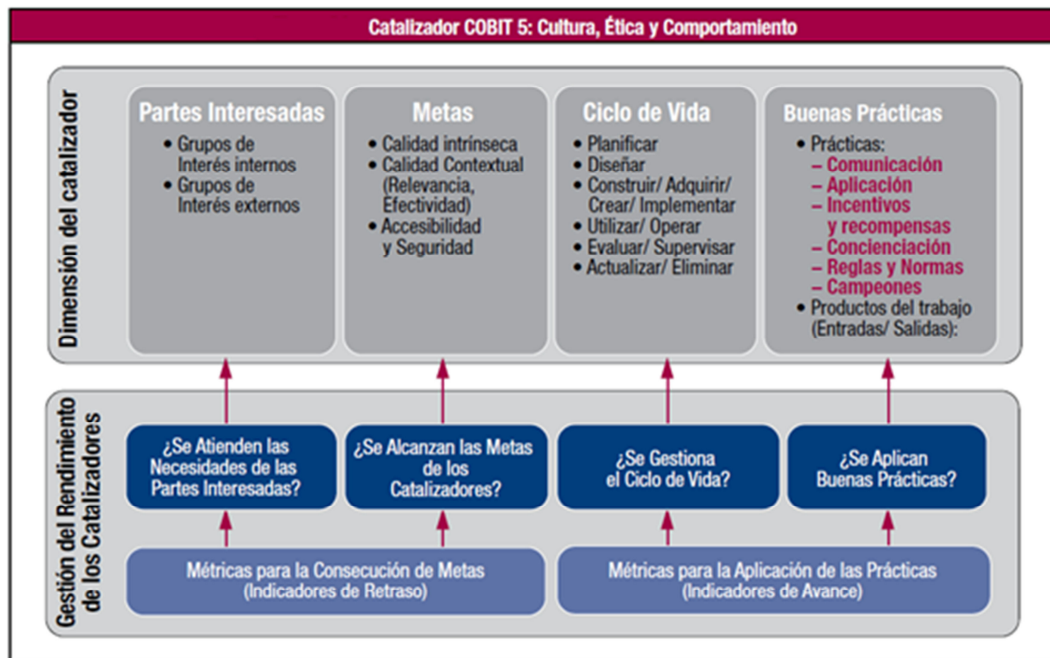 Catalizador COBIT 5: Cultura, Ética y Comportamiento
Dimensión del catalizador
Partes Interesadas
• Grupos de
Interés internos
• Grupos de
Interés externos
Metas
• Calidad intrínseca
• Calidad Contextual
(Relevancia,
Efectividad)
• Accesibilidad
y Seguridad
Ciclo de Vida
• Planificar
• Diseñar
• Construir/ Adquirir/
Crear/ Implementar
• Utilizar/ Operar
• Evaluar/ Supervisar
• Actualizar/ Eliminar
Buenas Prácticas
• Prácticas:
– Comunicación
– Aplicación
– Incentivos
y recompensas
– Concienciación
– Reglas y Normas
– Campeones
• Productos del trabajo
(Entradas/ Salidas):
Gestión del Rendimiento
de los Catalizadores
¿Se Atienden las
Necesidades de las
Partes Interesadas?
¿Se Alcanzan las Metas
de los
Catalizadores?
¿Se Gestiona
el Ciclo de Vida?
¿Se Aplican
Buenas Prácticas?
Métricas para la Consecución de Metas
(Indicadores de Retraso)
Métricas para la Aplicación de las Prácticas
(Indicadores de Avance)